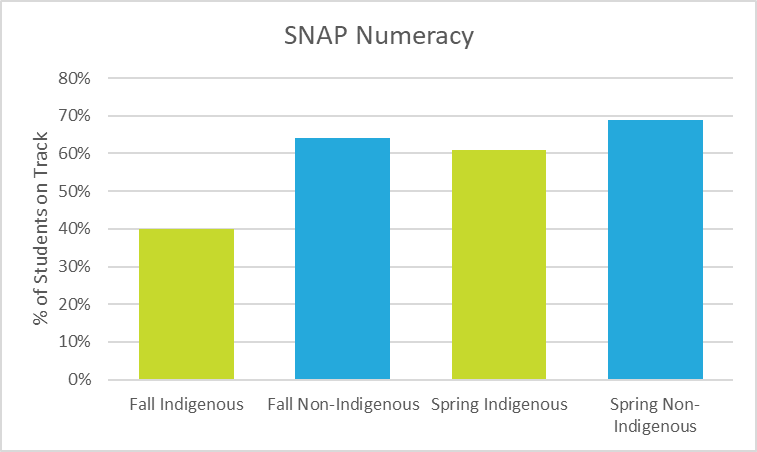 SNAP Numeracy
% of Students on Track
80%
70%
60%
50%
40%
30%
20%
10%
0%
Fall Indigenous
Fall Non-Indigenous
Spring Indigenous
Spring Non-
Indigenous